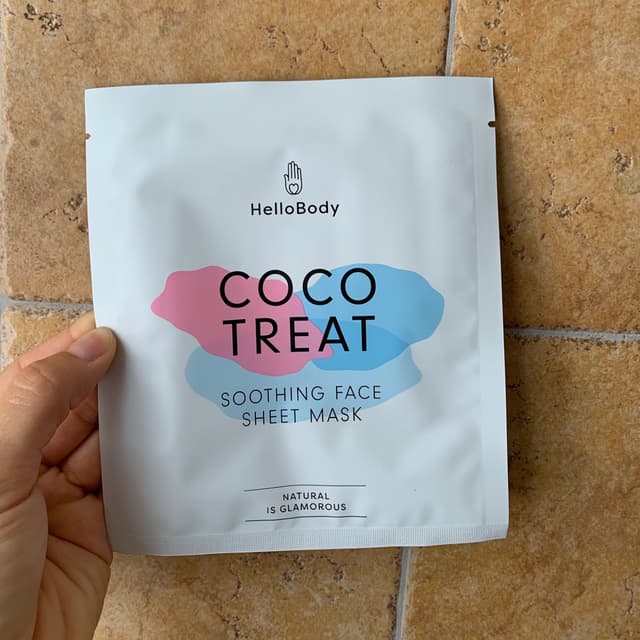 HelloBody
COCO
TREAT
SOOTHING FACE
SHEET MASK
NATURAL
IS GLAMOROUS